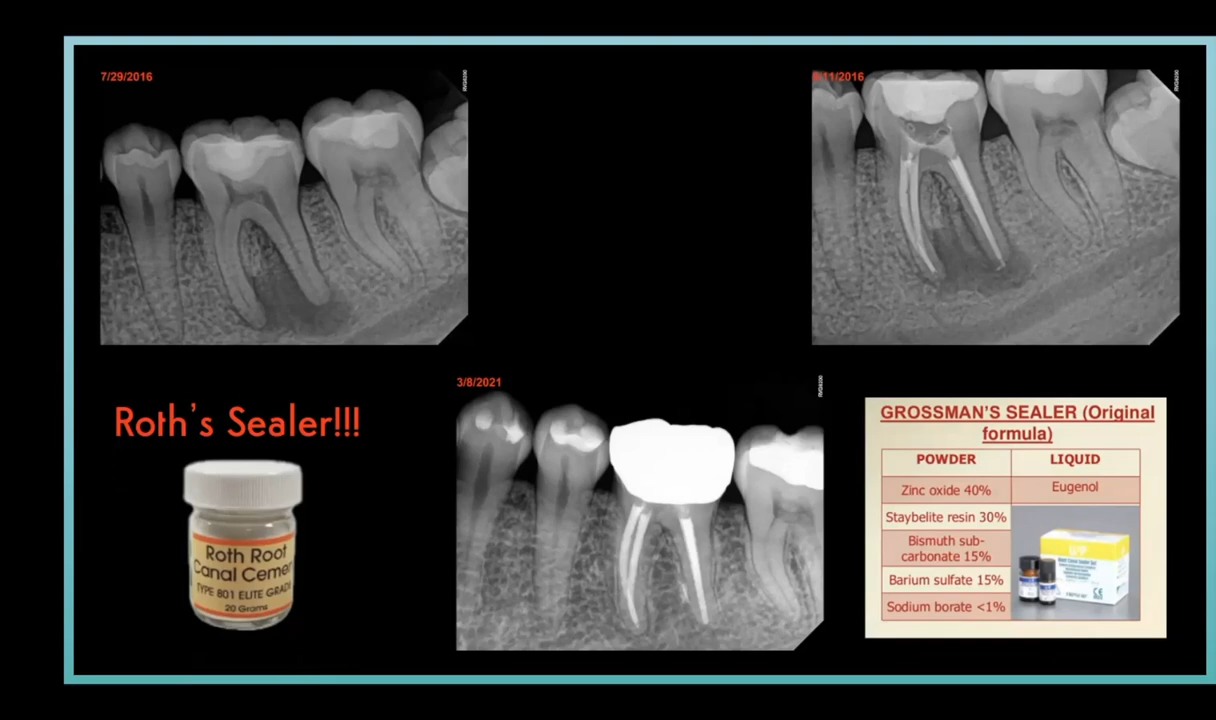 7/29/2016
11/2016
3/8/2021
Roth's Sealer!!!
Roth Root
Canal Cemen
TYPE 801 ELITE GRADE
20 Grams
GROSSMAN'S SEALER (Original
formula)
POWDER
LIQUID
Zinc oxide 40%
Eugenol
Staybelite resin 30%
Bismuth sub-
carbonate 15%
Barium sulfate 15%
Sodium borate <1%